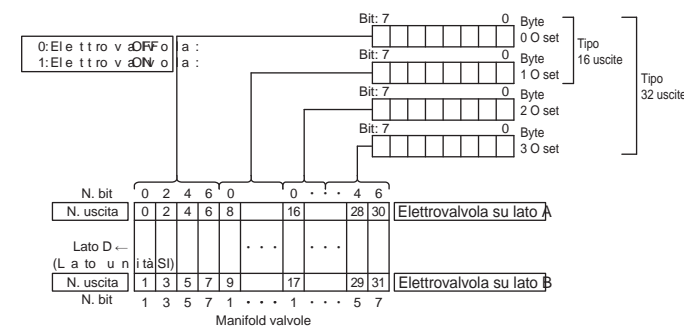 Bit: 7 0 Byte
0 O set
0:Elettrovalvola: OFF
1:Elettrovalvola: ON
Tipo
16 uscite
Bit: 7 0 Byte
1 O set
Tipo
32 uscite
Bit: 7 0 Byte
2 O set
Bit: 7 0 Byte
3 O set
N. bit 0 2 4 6 0 0 · · · 4 6
N. uscita 0 2 4 6 8 16 28 30 Elettrovalvola su lato A
Lato D ← · · · · · ·
(Lato unità SI)
N. uscita 1 3 5 7 9 17 29 31 Elettrovalvola su lato B
N. bit 1 3 5 7 1 · · · 1 · · · 5 7
Manifold valvole